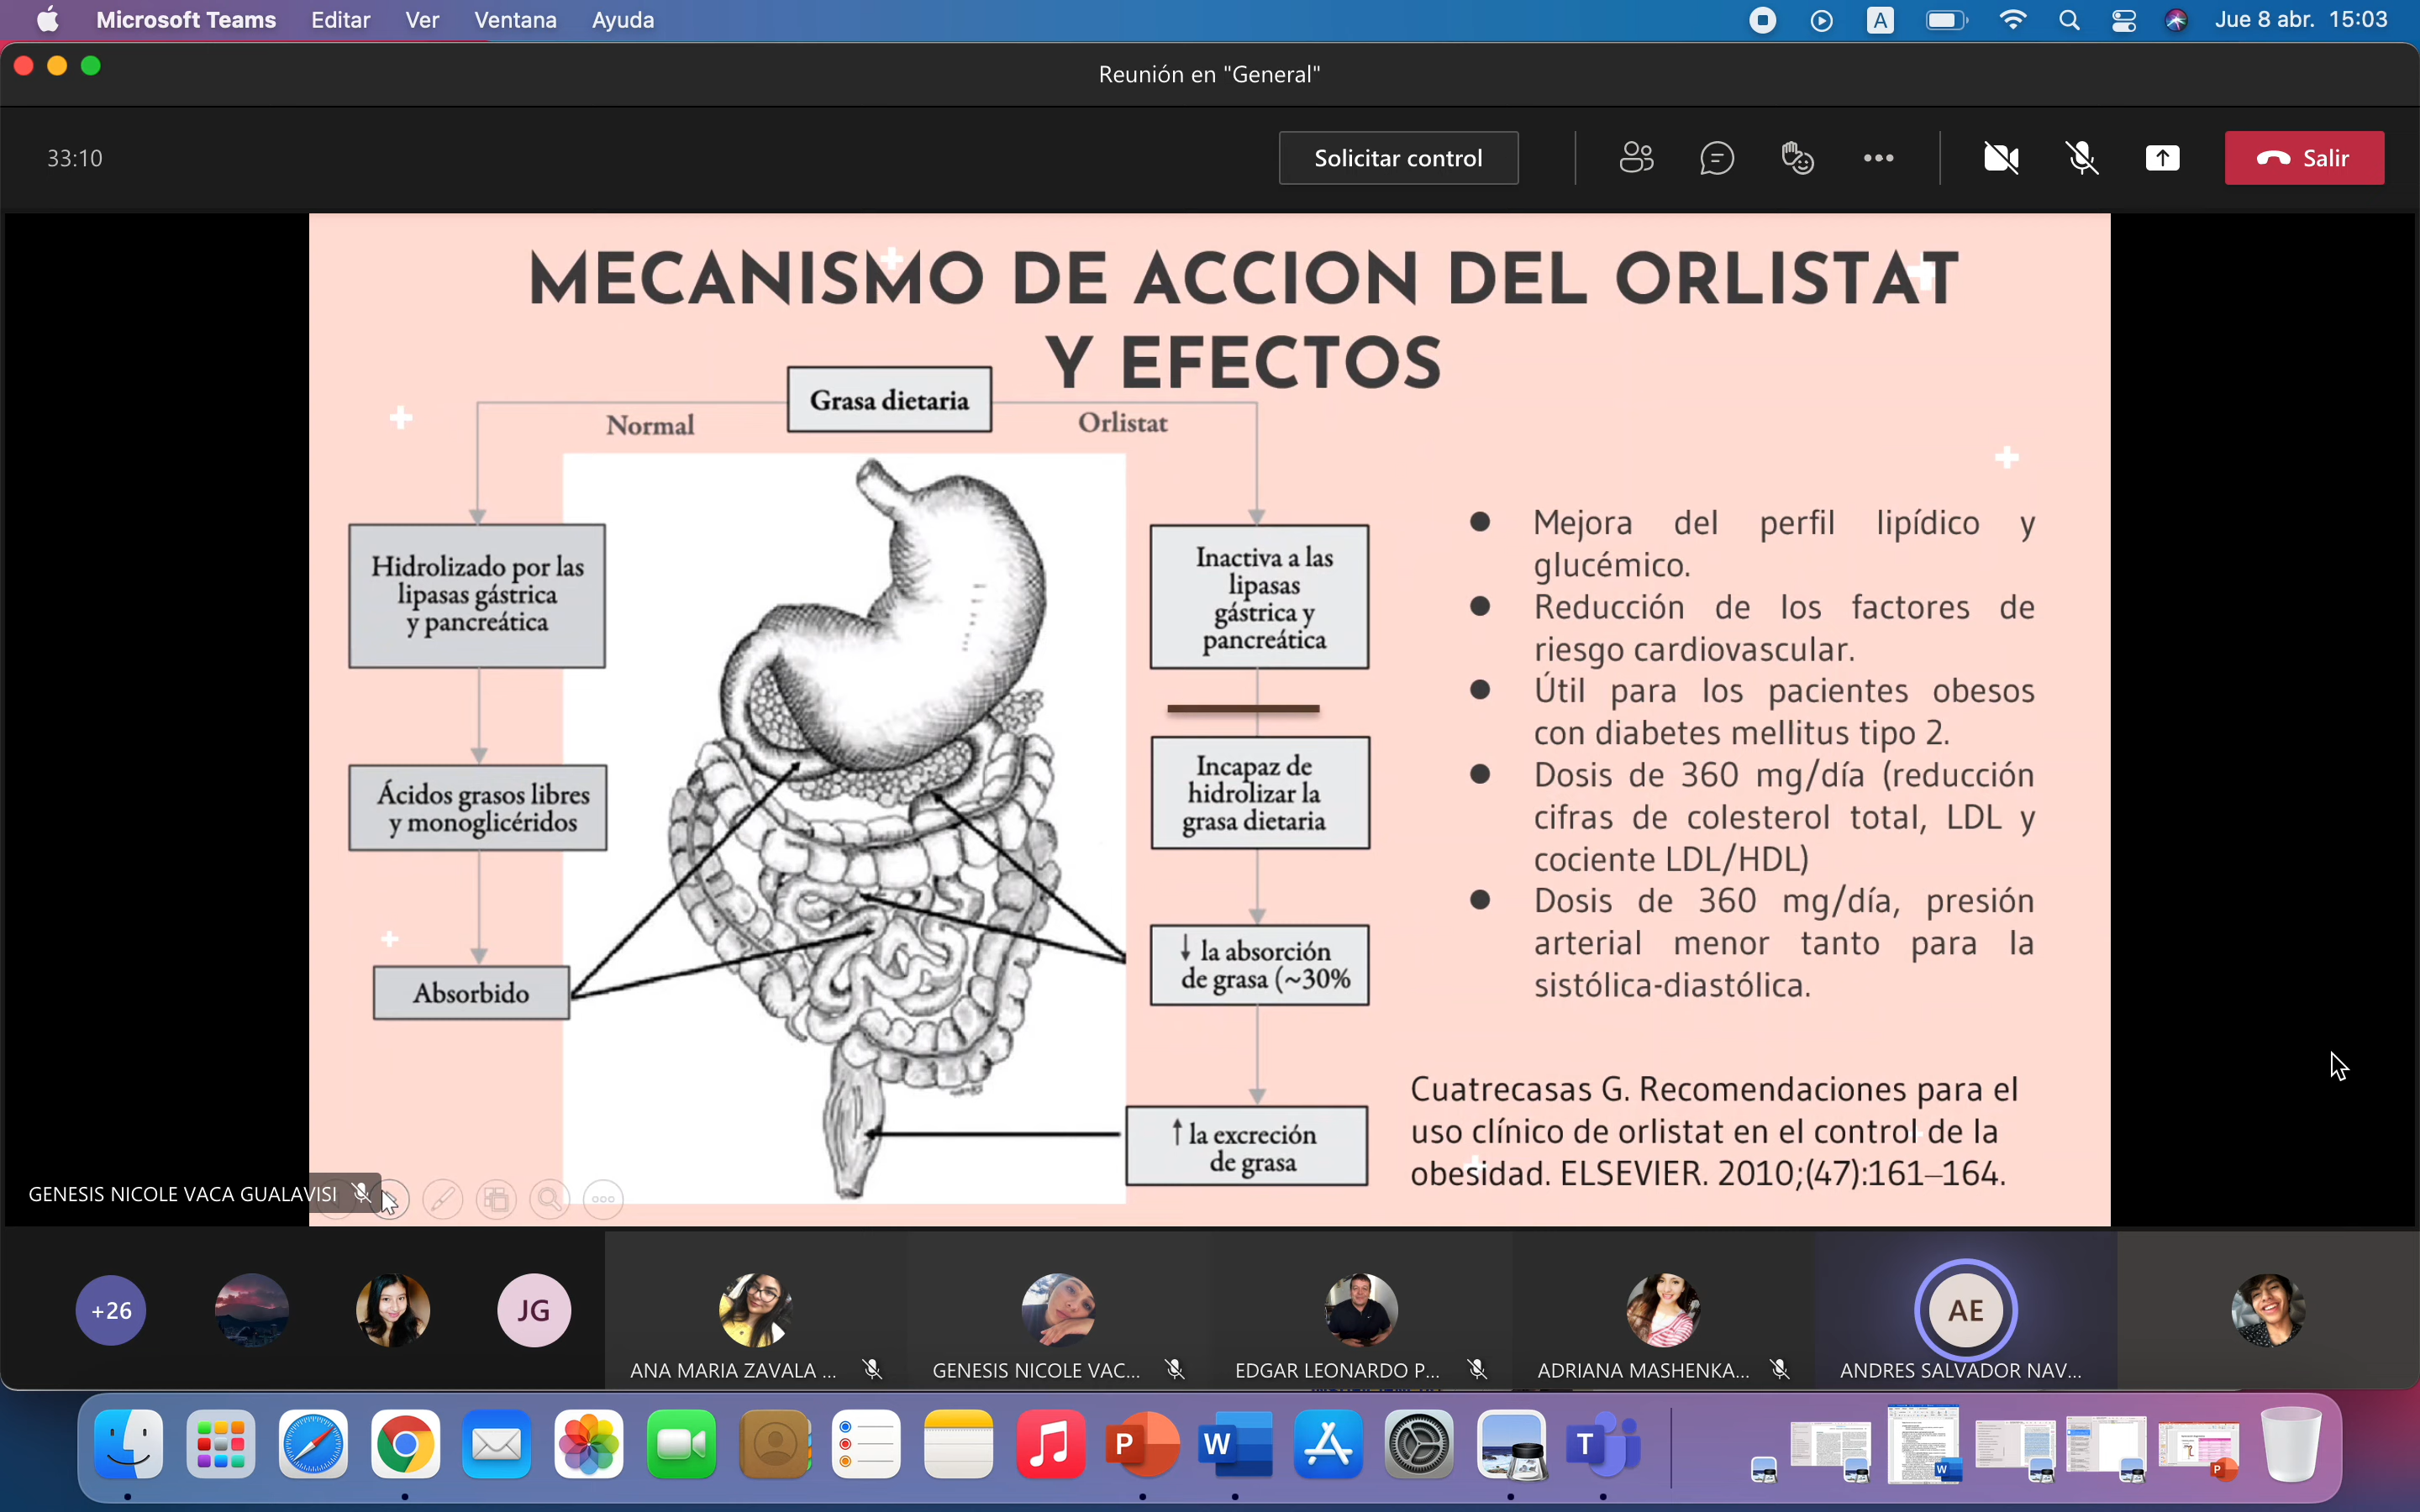 Microsoft Teams Editar Ver Ventana Ayuda
A
Jue 8 abr. 15:03
Reunión en "General"
33:10
Solicitar control
Salir
MECANISMO DE ACCION DEL ORLISTAT
Y EFECTOS
Grasa dietaria
Normal
Orlistat
Hidrolizado por las
lipasas gástrica
y pancreática
Ácidos grasos libres
y monoglicéridos
Absorbido
Inactiva a las
lipasas
gástrica y
pancreática
Incapaz de
hidrolizar la
grasa dietaria
↓ la absorción
de grasa (~30%
↑ la excreción
de grasa
● Mejora del perfil lipídico y
glucémico.
● Reducción de los factores de
riesgo cardiovascular.
● Útil para los pacientes obesos
con diabetes mellitus tipo 2.
● Dosis de 360 mg/día (reducción
cifras de colesterol total, LDL y
cociente LDL/HDL)
● Dosis de 360 mg/día, presión
arterial menor tanto para la
sistólica-diastólica.
Cuatrecasas G. Recomendaciones para el
uso clínico de orlistat en el control de la
obesidad. ELSEVIER. 2010;(47):161–164.
GENESIS NICOLE VACA GUALAVISI
+26
JG
AE
ANA MARIA ZAVALA ...
GENESIS NICOLE VAC...
EDGAR LEONARDO P...
ADRIANA MASHENKA...
ANDRES SALVADOR NAV...
P
W
T
W
P